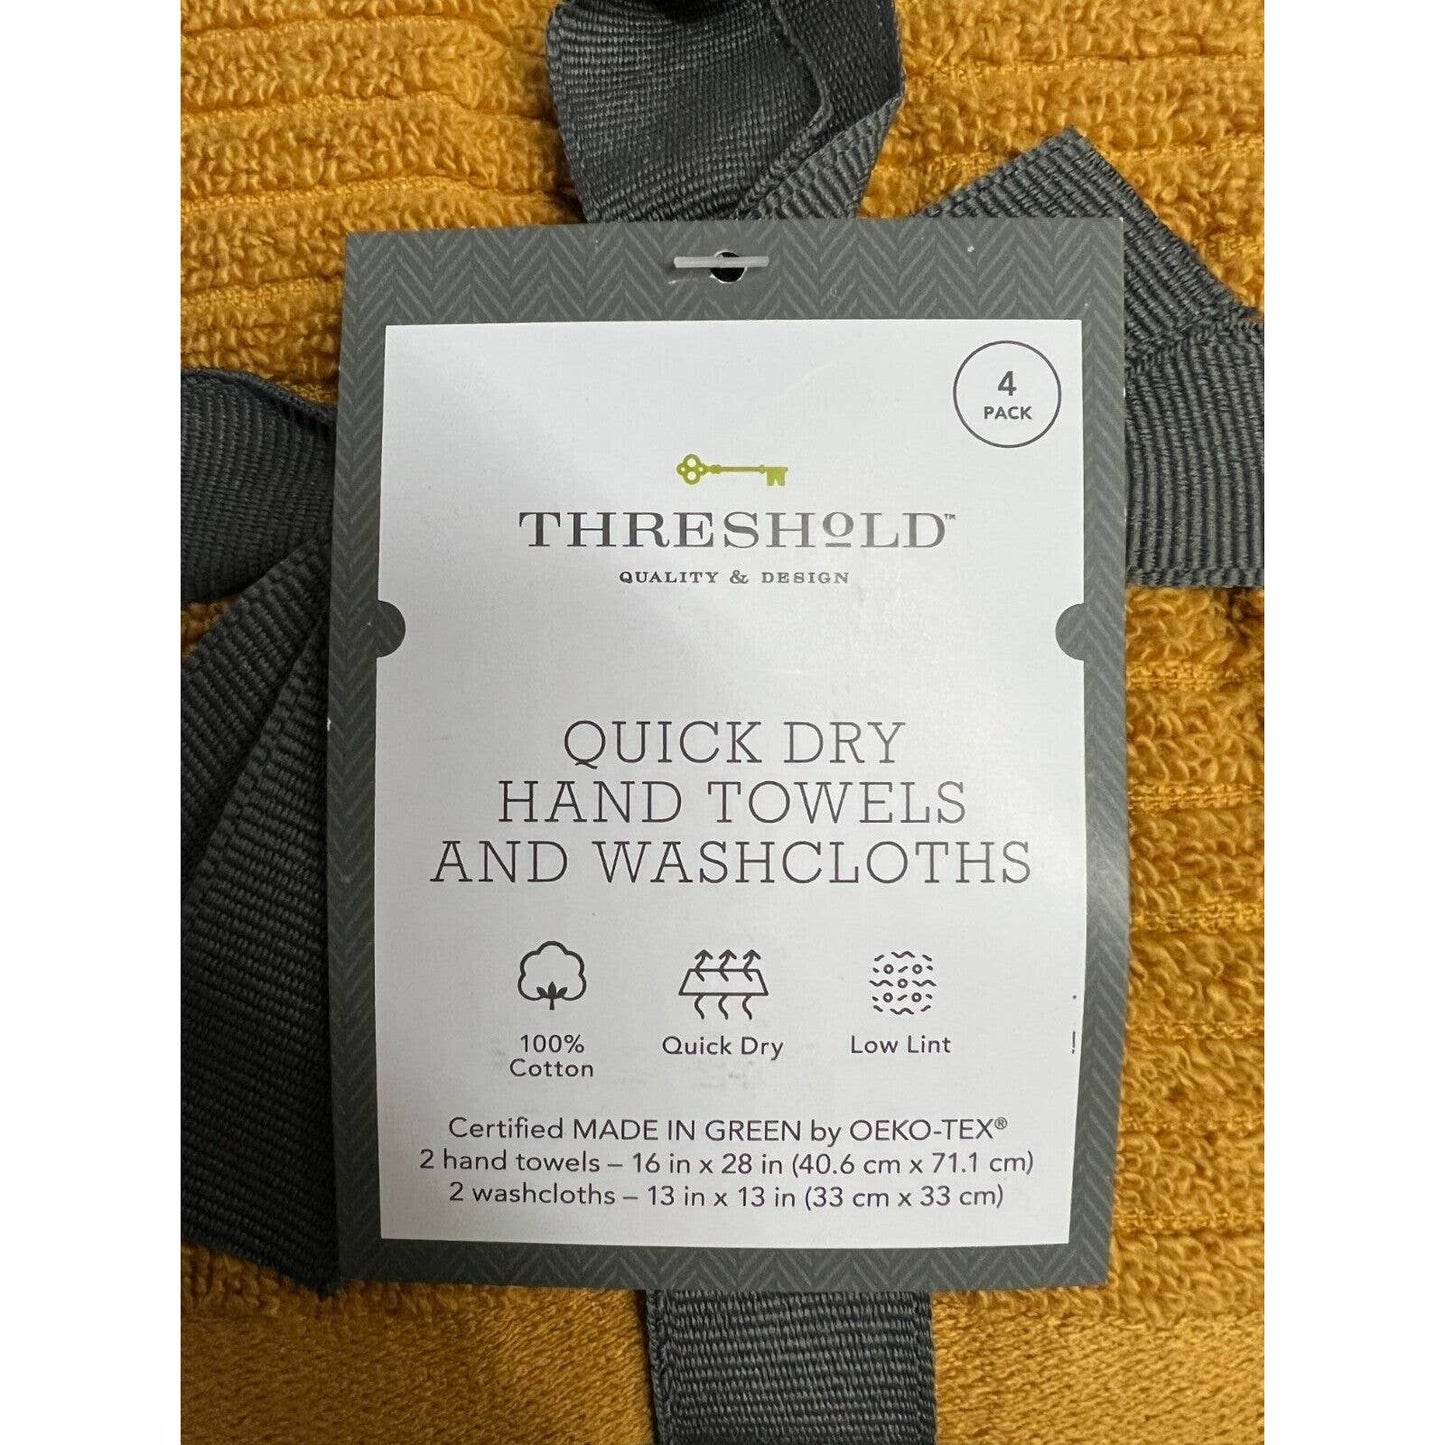 4
PACK
THRESHOLD™
QUALITY & DESIGN
QUICK DRY
HAND TOWELS
AND WASHCLOTHS
100%
Cotton
Quick Dry
Low Lint
Certified MADE IN GREEN by OEKO-TEX®
2 hand towels – 16 in x 28 in (40.6 cm x 71.1 cm)
2 washcloths – 13 in x 13 in (33 cm x 33 cm)